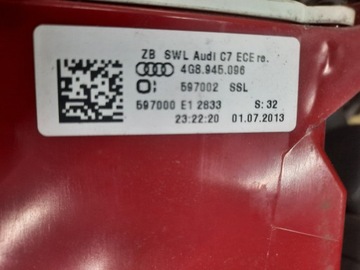 ZB SWL Audi C7 ECE re.
4G8.945.096
597002 SSL
597000 E1 2833 S: 32
23:22:20 01.07.2013